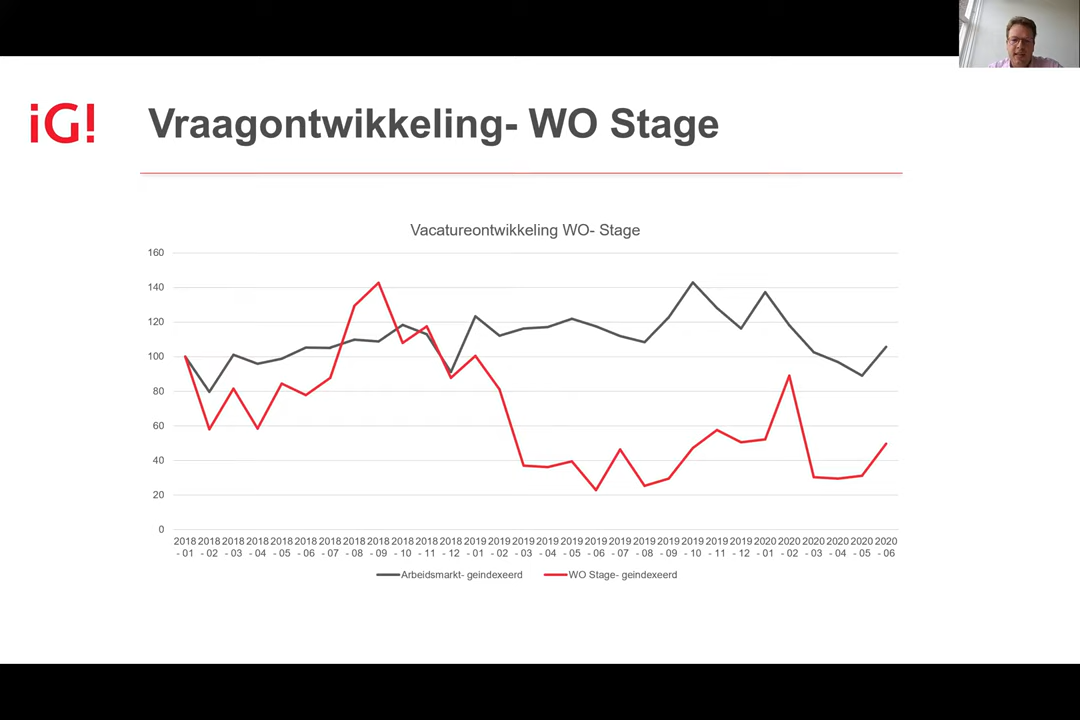 iG!
Vraagontwikkeling- WO Stage
Vacatureontwikkeling WO- Stage
160
140
120
100
80
60
40
20
0
2018 2018 2018 2018 2018 2018 2018 2018 2018 2018 2018 2018 2019 2019 2019 2019 2019 2019 2019 2019 2019 2019 2019 2019 2020 2020 2020 2020 2020 2020
- 01 - 02 - 03 - 04 - 05 - 06 - 07 - 08 - 09 - 10 - 11 - 12 - 01 - 02 - 03 - 04 - 05 - 06 - 07 - 08 - 09 - 10 - 11 - 12 - 01 - 02 - 03 - 04 - 05 - 06
Arbeidsmarkt- geindexeerd WO Stage- geindexeerd